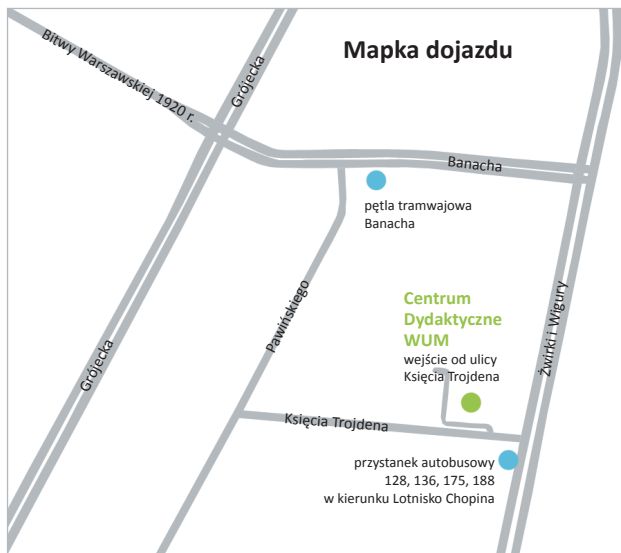 Mapka dojazdu
Bitwy Warszawskiej 1920 r.
Grójecka
Banacha
pętla tramwajowa
Banacha
Pawińskiego
Żwirki i Wigury
Centrum
Dydaktyczne
WUM
wejście od ulicy
Księcia Trojdena
Grójecka
Księcia Trojdena
przystanek autobusowy
128, 136, 175, 188
w kierunku Lotnisko Chopina